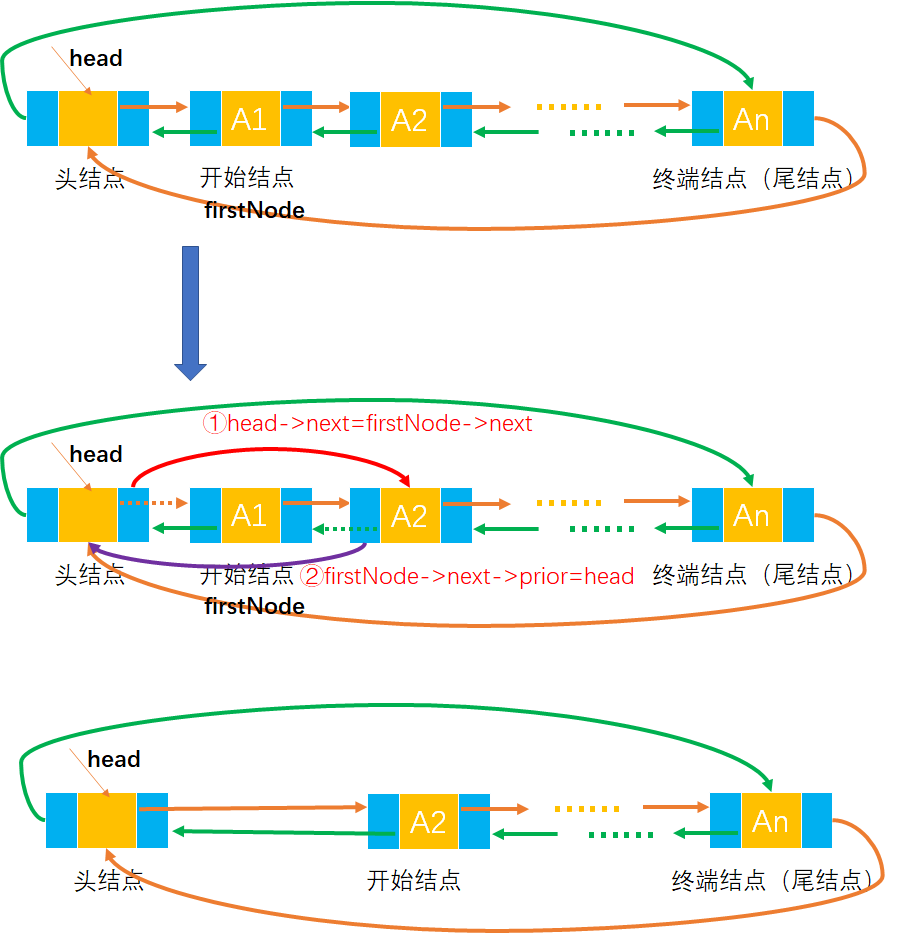 head
A1
A2
An
头结点
开始结点
终端结点（尾结点）
firstNode
①head->next=firstNode->next
head
A1
A2
An
头结点
开始结点
②firstNode->next->prior=head
终端结点（尾结点）
firstNode
head
A2
An
头结点
开始结点
终端结点（尾结点）